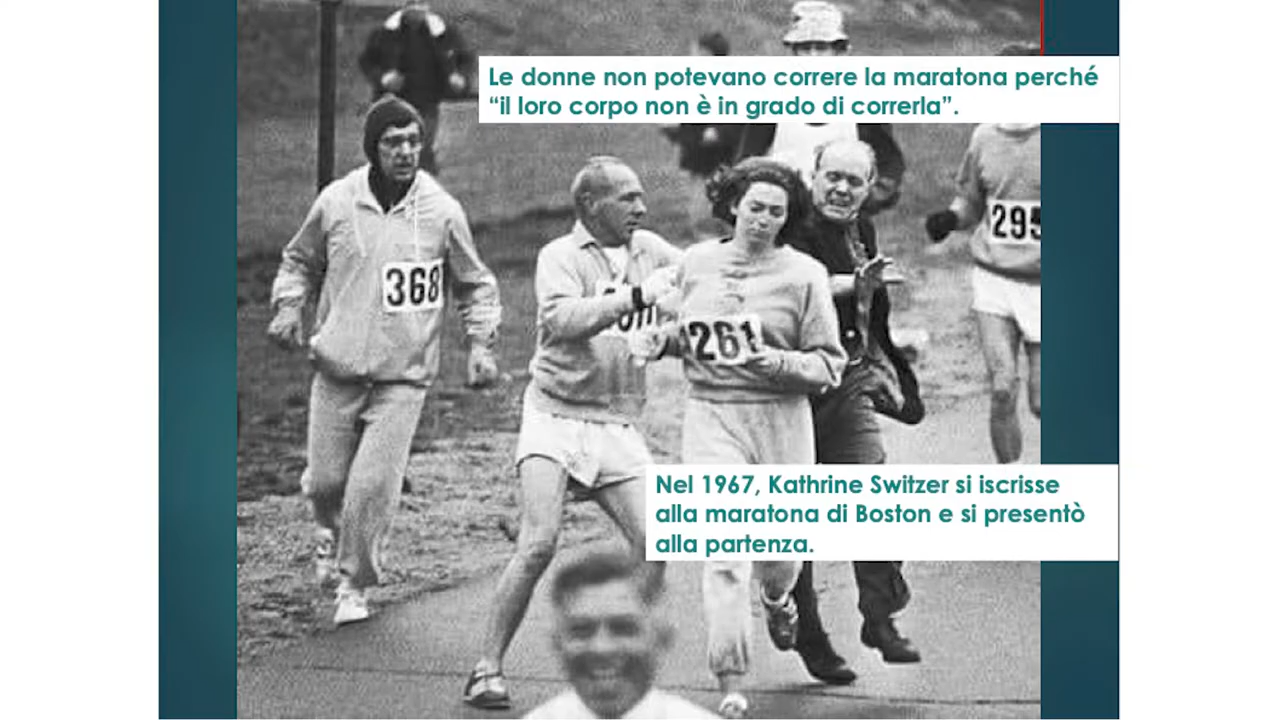 Le donne non potevano correre la maratona perché
“il loro corpo non è in grado di correrla”.
295
368
261
Nel 1967, Kathrine Switzer si iscrisse
alla maratona di Boston e si presentò
alla partenza.